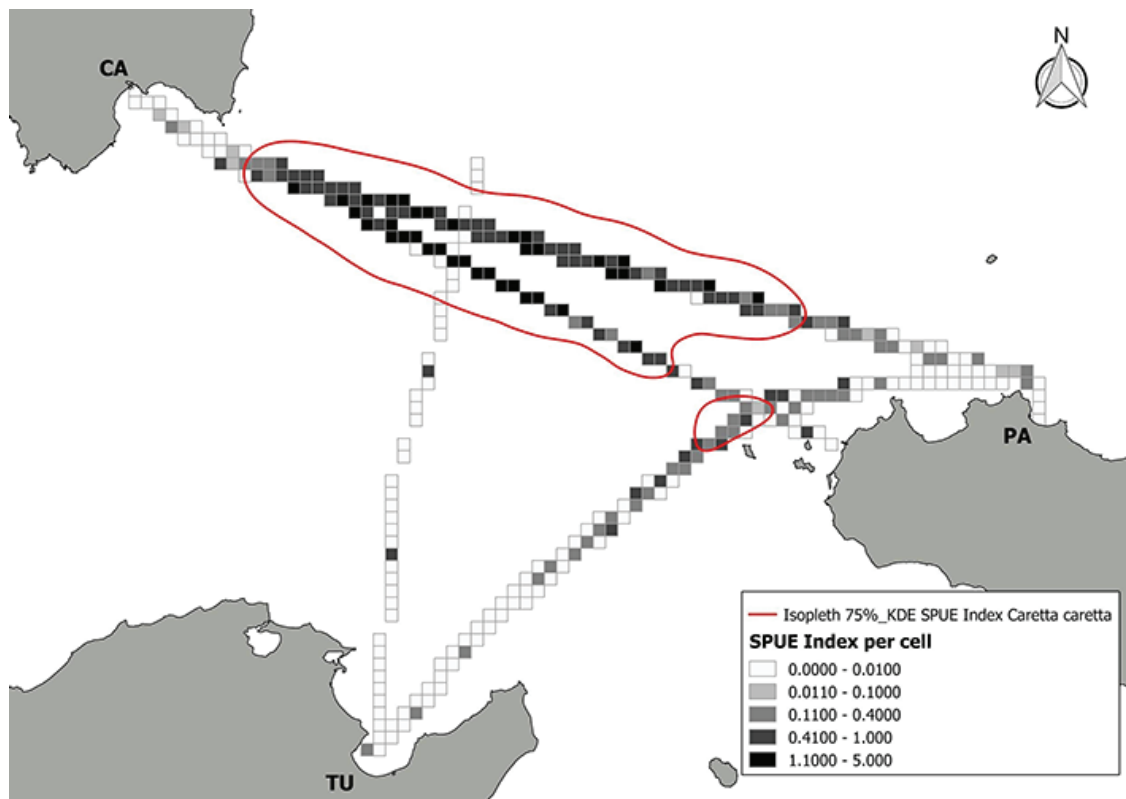 N
CA
PA
TU
Isopleth 75%_KDE SPUE Index Caretta caretta
SPUE Index per cell
0.0000 - 0.0100
0.0110 - 0.1000
0.1100 - 0.4000
0.4100 - 1.000
1.1000 - 5.000